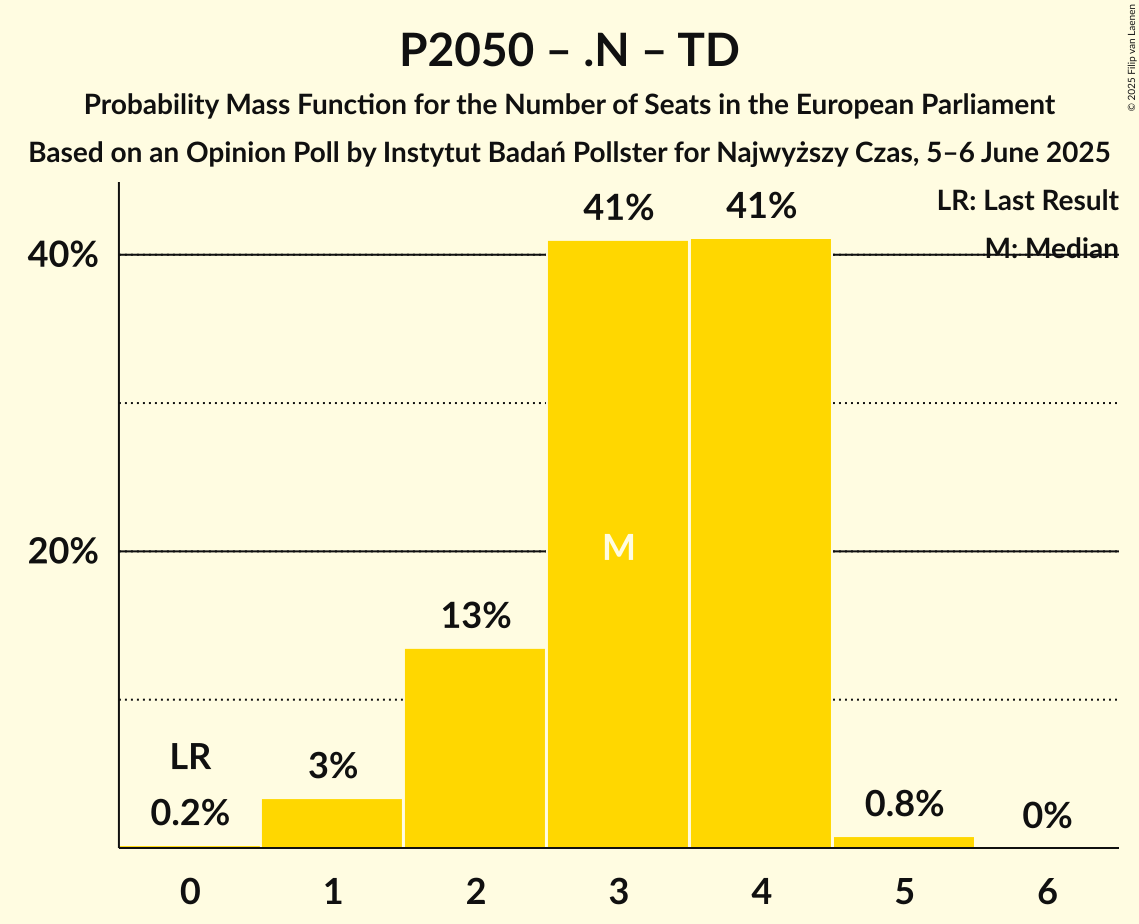 P2050 – .N – TD
Probability Mass Function for the Number of Seats in the European Parliament
Based on an Opinion Poll by Instytut Badań Pollster for Najwyższy Czas, 5–6 June 2025
© 2025 Filip van Laenen
LR: Last Result
M: Median
41%
41%
40%
M
20%
13%
LR
3%
0.2%
0.8%
0%
0
1
2
3
4
5
6